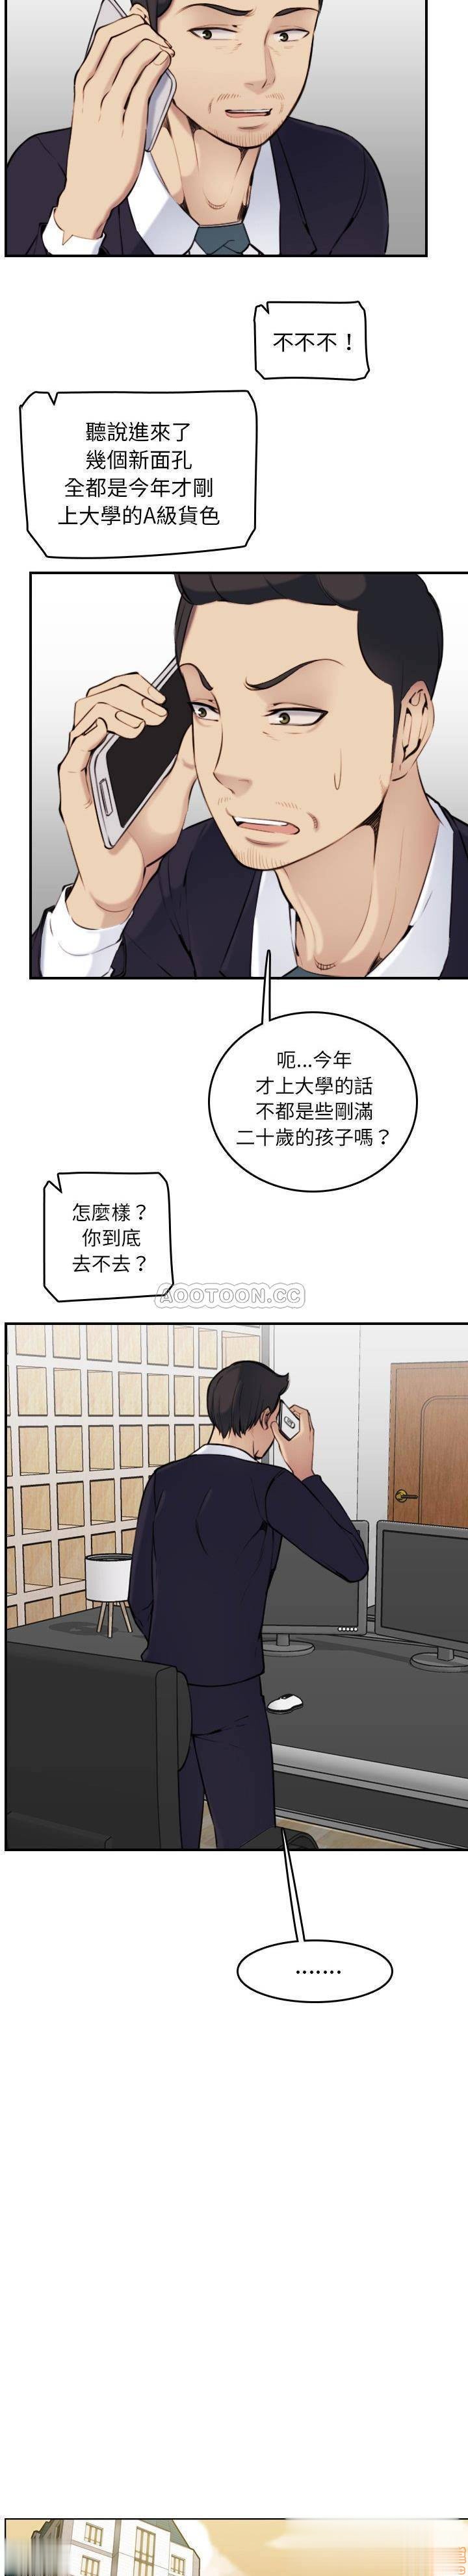 不不不！
聽說進來了
幾個新面孔
全都是今年才剛
上大學的A級貨色
呃...今年
才上大學的話
不都是些剛滿
二十歲的孩子嗎？
怎麼樣？
你到底
去不去？
AOOTOON.CC
.......